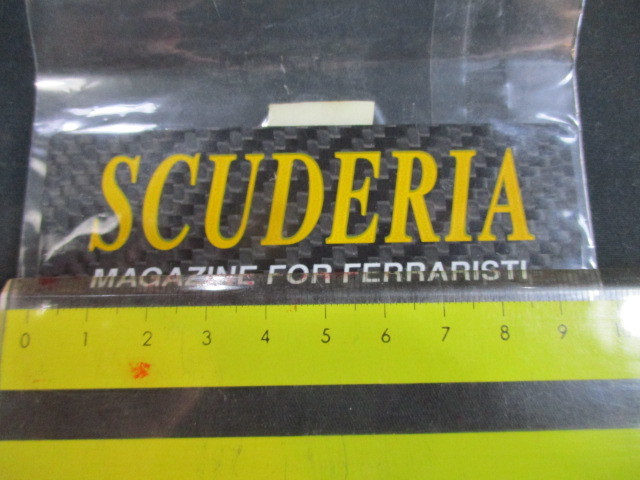 SCUDERIA
MAGAZINE FOR FERRARISTI
0 1 2 3 4 5 6 7 8 9